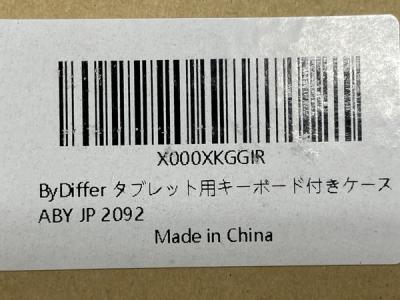 X000XKGGIR
ByDiffer タブレット用キーボード付きケース
ABY JP 2092
Made in China